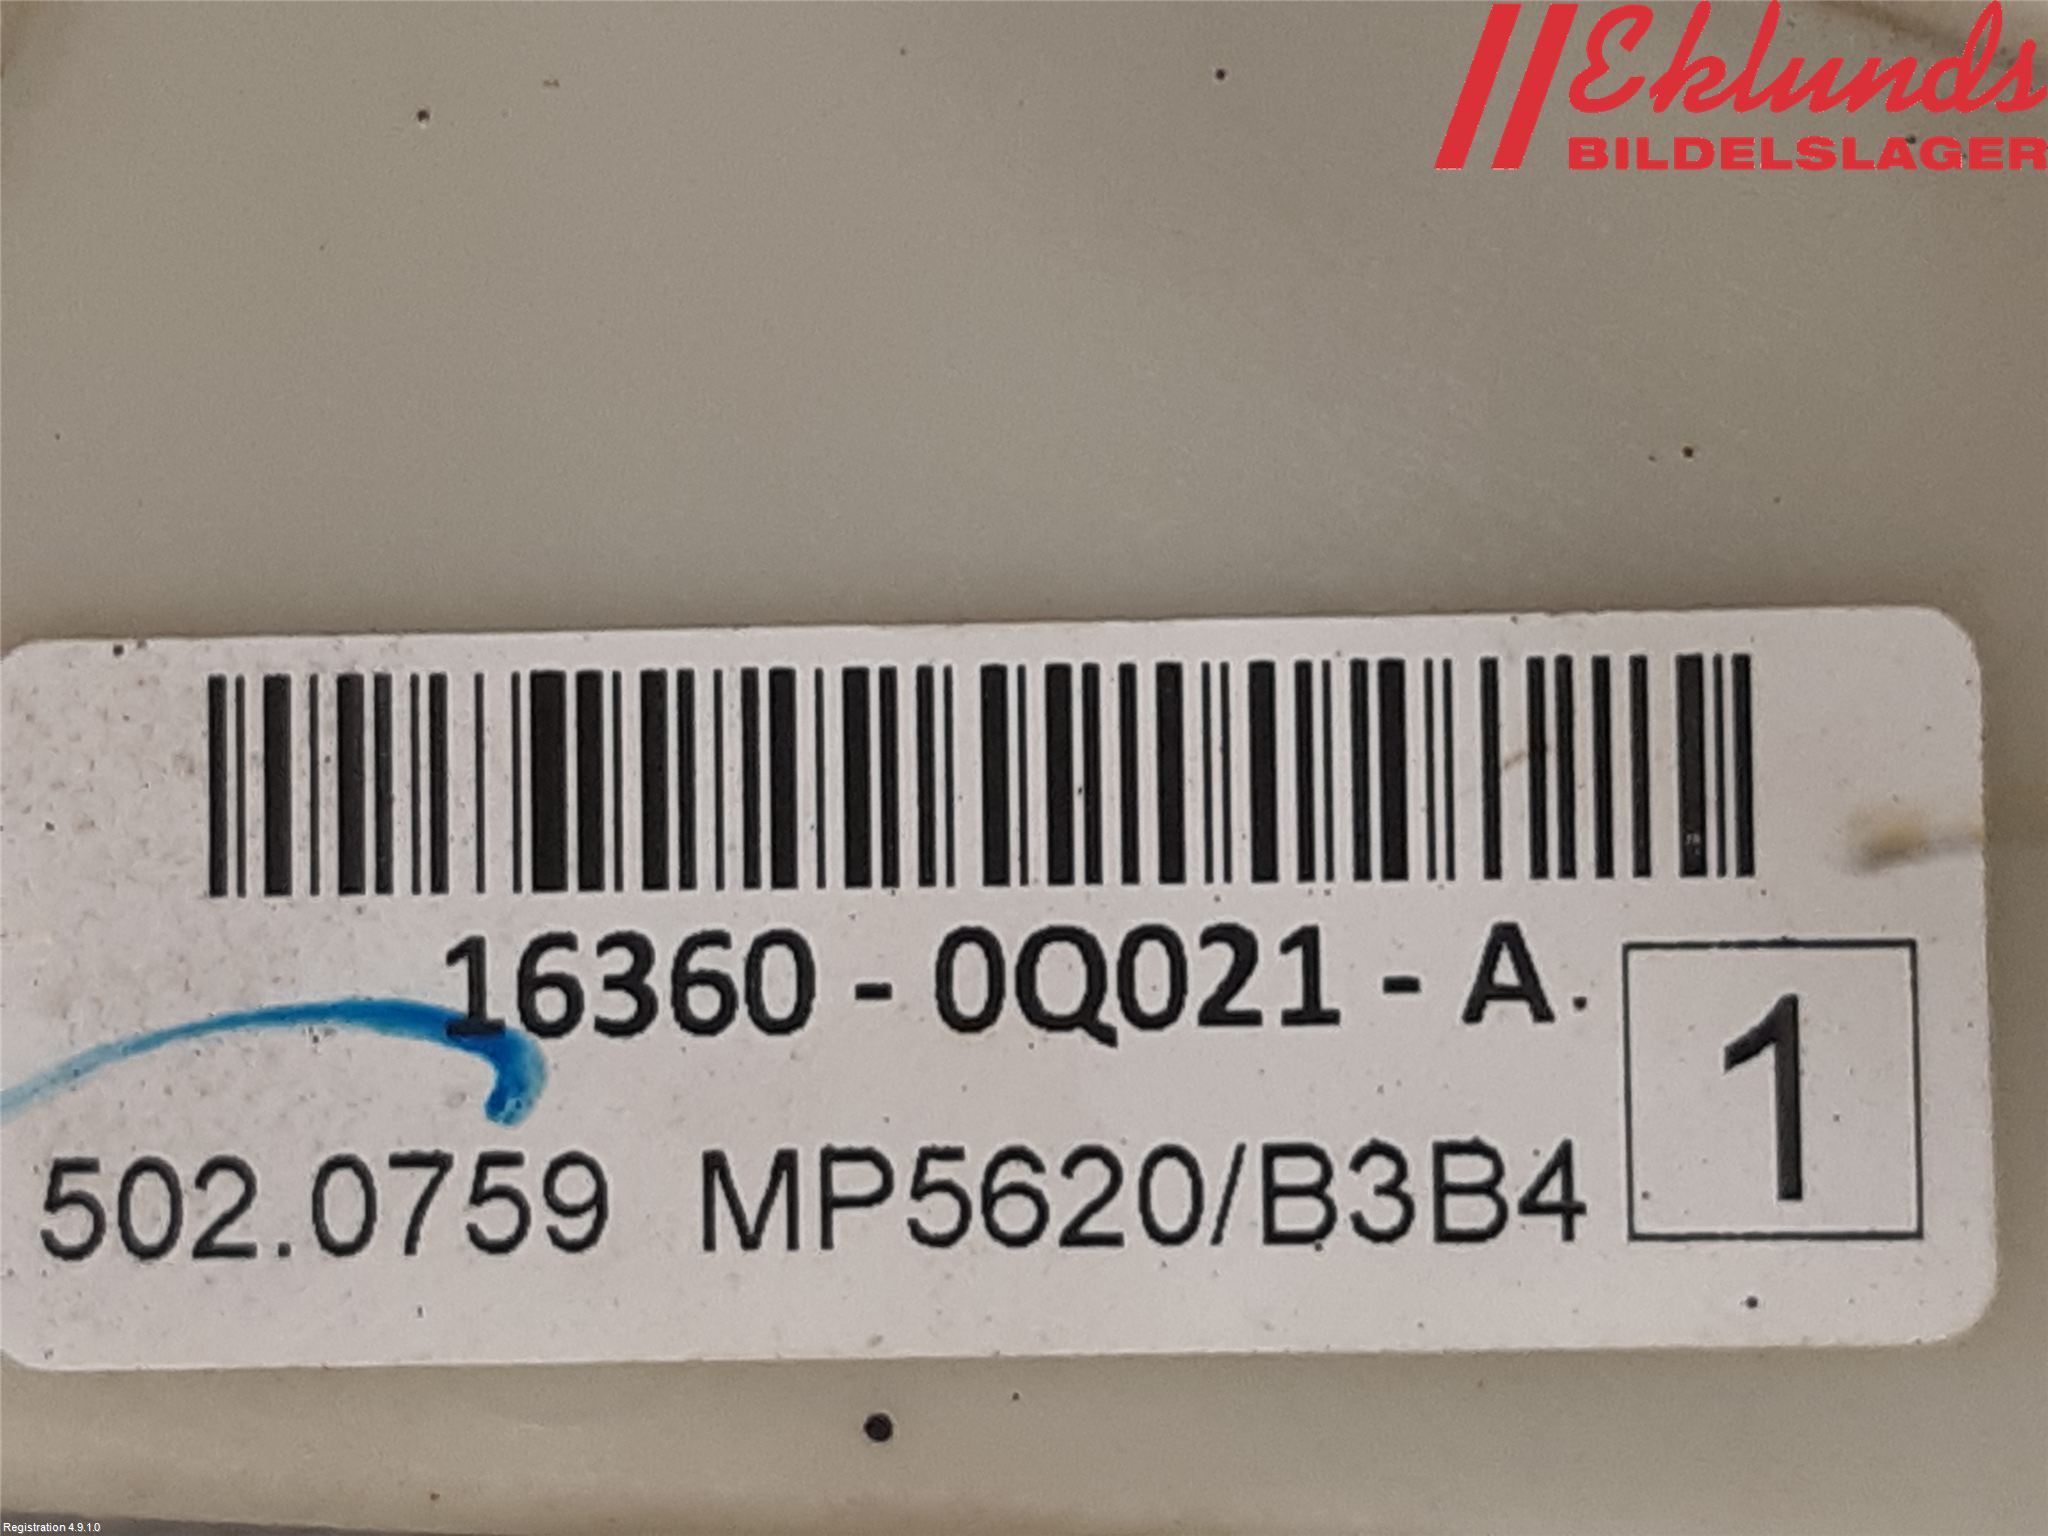 Eklunds
BILDELSLAGER
16360 - 0Q021 - A.
1
502.0759 MP5620/B3B4
Registration 4.9.1.0